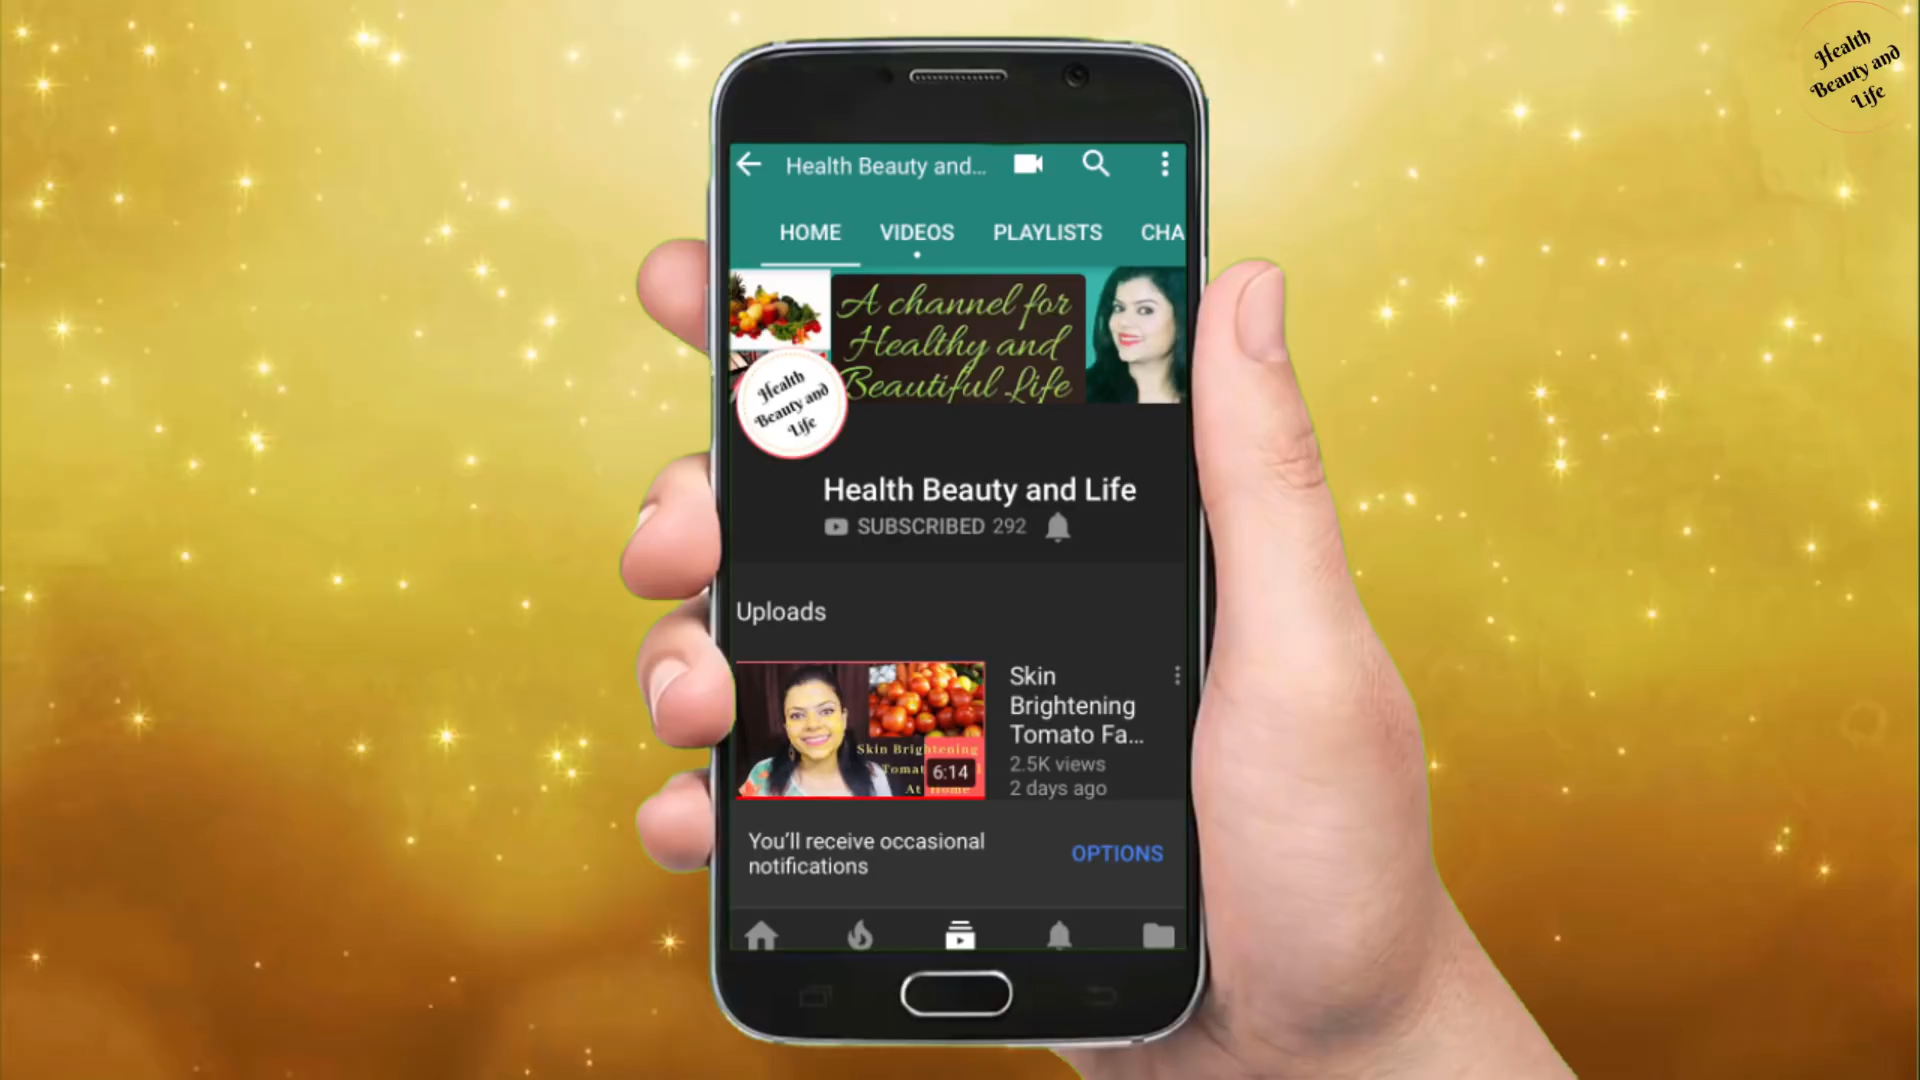 Health
Beauty and
Life
Health Beauty and...
HOME VIDEOS PLAYLISTS CHA
A channel for
Healthy and
Beautiful Life
Health
Beauty and
Life
Health Beauty and Life
SUBSCRIBED 292
Uploads
Skin Brightening
At Home
6:14
Skin
Brightening
Tomato Fa...
2.5K views
2 days ago
You'll receive occasional
notifications
OPTIONS